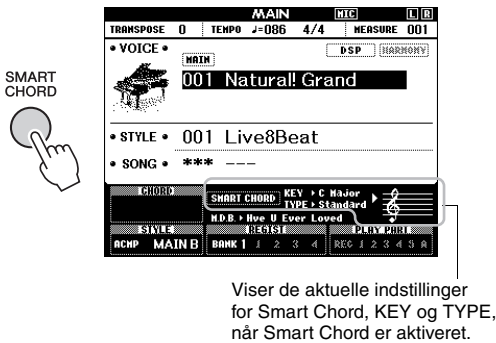 MAIN MIC L R
TRANSPOSE 0 TEMPO ♩=086 4/4 MEASURE 001
VOICE DSP HARMONY
MAIN
001 Natural! Grand
SMART
CHORD
STYLE 001 Live8Beat
SONG *** ---
CHORD
SMART CHORD KEY C Major
TYPE Standard
M.D.B. Hve U Ever Loved
STYLE REGIST PLAY PART
ACMP MAIN B BANK 1 1 2 3 4 REC 1 2 3 4 5 A
Viser de aktuelle indstillinger
for Smart Chord, KEY og TYPE,
når Smart Chord er aktiveret.